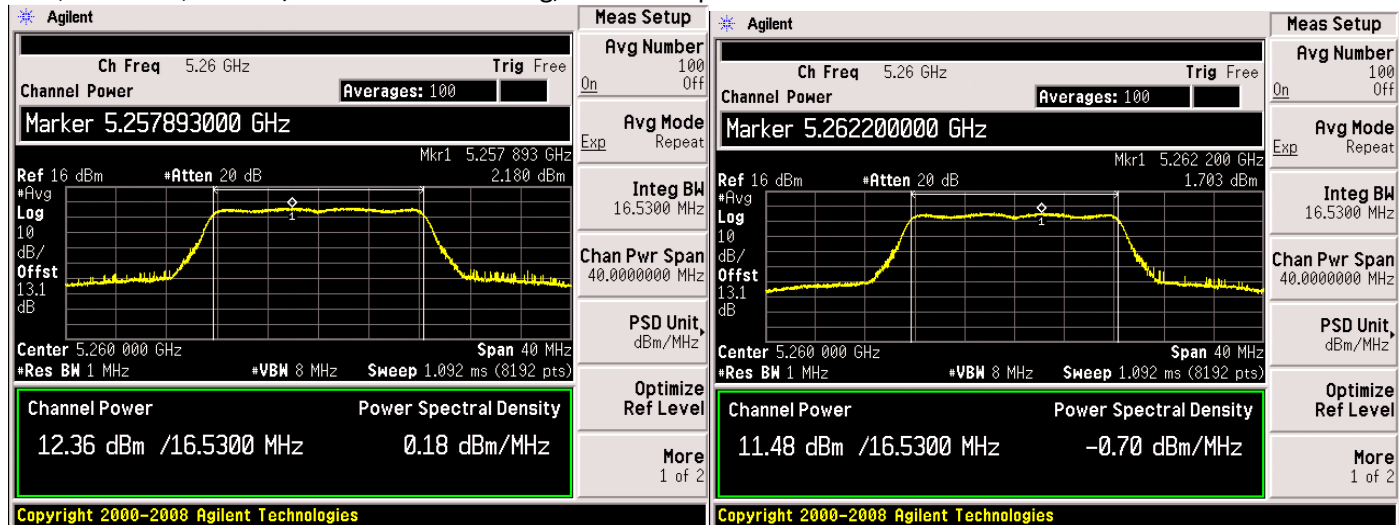 Agilent
Meas Setup
Ch Freq 5.26 GHz Trig Free
Channel Power Averages: 100
Marker 5.257893000 GHz
Mkr1 5.257 893 GHz
Ref 16 dBm #Atten 20 dB 2.180 dBm
#Avg
Log
10
dB/
Offst
13.1
dB
1
Center 5.260 000 GHz Span 40 MHz
#Res BW 1 MHz #VBW 8 MHz Sweep 1.092 ms (8192 pts)
Channel Power Power Spectral Density
12.36 dBm /16.5300 MHz 0.18 dBm/MHz
Copyright 2000-2008 Agilent Technologies
Avg Number
100
On Off
Avg Mode
Exp Repeat
Integ BW
16.5300 MHz
Chan Pwr Span
40.0000000 MHz
PSD Unit
dBm/MHz
Optimize
Ref Level
More
1 of 2
Agilent
Meas Setup
Ch Freq 5.26 GHz Trig Free
Channel Power Averages: 100
Marker 5.262200000 GHz
Mkr1 5.262 200 GHz
Ref 16 dBm #Atten 20 dB 1.703 dBm
#Avg
Log
10
dB/
Offst
13.1
dB
1
Center 5.260 000 GHz Span 40 MHz
#Res BW 1 MHz #VBW 8 MHz Sweep 1.092 ms (8192 pts)
Channel Power Power Spectral Density
11.48 dBm /16.5300 MHz -0.70 dBm/MHz
Copyright 2000-2008 Agilent Technologies
Avg Number
100
On Off
Avg Mode
Exp Repeat
Integ BW
16.5300 MHz
Chan Pwr Span
40.0000000 MHz
PSD Unit
dBm/MHz
Optimize
Ref Level
More
1 of 2